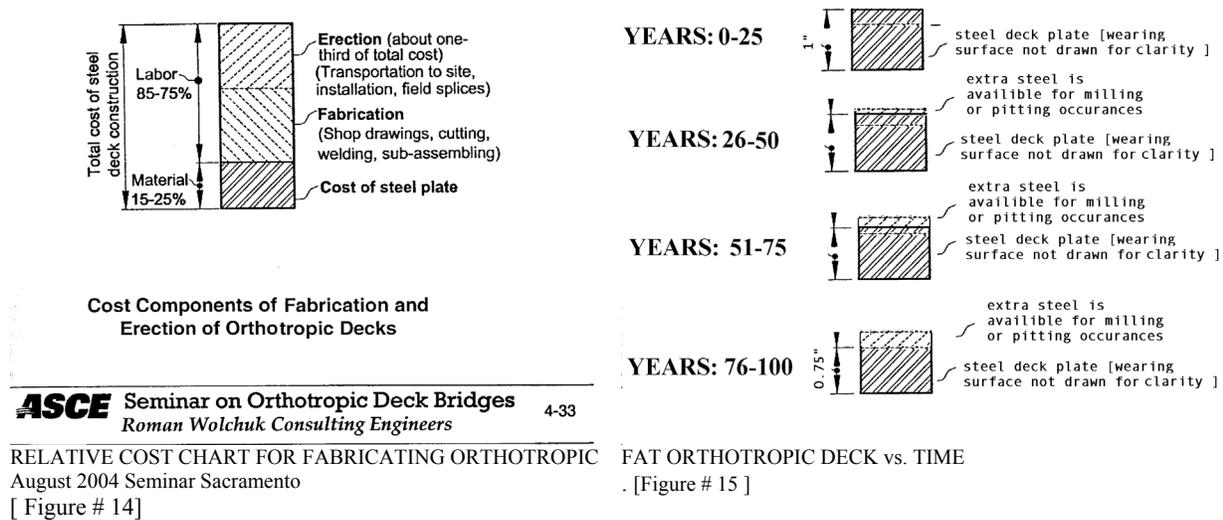 Total cost of steel
deck construction
Labor
85-75%
Material
15-25%
Erection (about one-
third of total cost)
(Transportation to site,
installation, field splices)
Fabrication
(Shop drawings, cutting,
welding, sub-assembling)
Cost of steel plate
Cost Components of Fabrication and
Erection of Orthotropic Decks
ASCE Seminar on Orthotropic Deck Bridges
Roman Wolchuk Consulting Engineers
4-33
RELATIVE COST CHART FOR FABRICATING ORTHOTROPIC
August 2004 Seminar Sacramento
[ Figure # 14]
YEARS: 0-25
1"
steel deck plate [wearing
surface not drawn for clarity ]
YEARS: 26-50
extra steel is
availible for milling
or pitting occurances
steel deck plate [wearing
surface not drawn for clarity ]
YEARS: 51-75
extra steel is
availible for milling
or pitting occurances
steel deck plate [wearing
surface not drawn for clarity ]
YEARS: 76-100
0.75"
extra steel is
availible for milling
or pitting occurances
steel deck plate [wearing
surface not drawn for clarity ]
FAT ORTHOTROPIC DECK vs. TIME
. [Figure # 15 ]